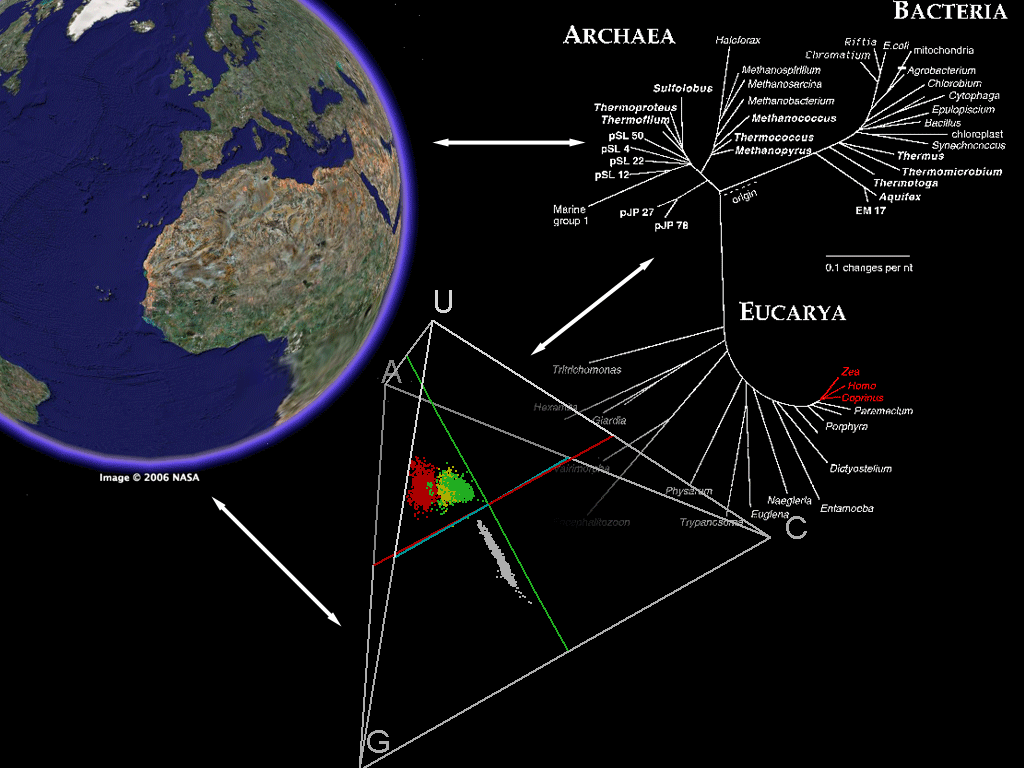 BACTERIA
ARCHAEA
Haloferax
Riftia
E.coli
mitochondria
Chromatium
Agrobacterium
Methanospirillum
Chlorobium
Methanosarcina
Sulfolobus
Cytophaga
Methanobacterium
Thermoproteus
Epulopiscium
Thermofilum
Methanococcus
Bacillus
pSL 50
Thermococcus
chloroplast
pSL 4
Methanopyrus
Synechococcus
pSL 22
Thermus
pSL 12
Thermomicrobium
Thermotoga
origin
Aquifex
Marine
group 1
pJP 27
EM 17
pJP 78
0.1 changes per nt
U
EUCARYA
A
Tritrichomonas
Zea
Homo
Coprinus
Hexamita
Giardia
Paramecium
Porphyra
Vairimorpha
Dictyostelium
Image © 2006 NASA
Physarum
Naegleria
Entamoeba
Euglena
Encephalitozoon
Trypanosoma
C
G